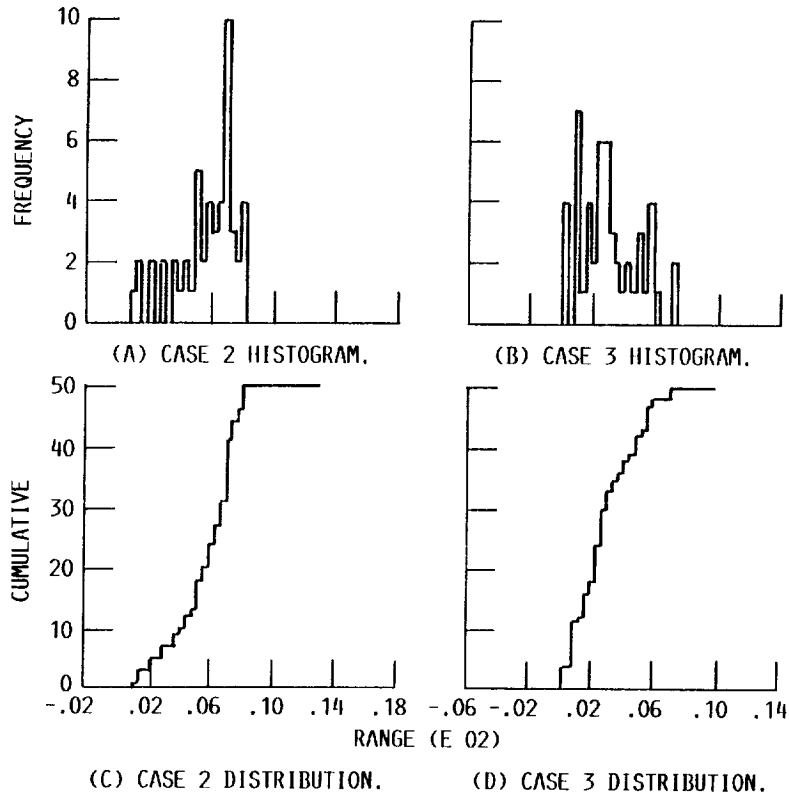 10
8
6
4
2
0
FREQUENCY
(A) CASE 2 HISTOGRAM.
(B) CASE 3 HISTOGRAM.
50
40
30
20
10
0
CUMULATIVE
-.02 .02 .06 .10 .14 .18
-.06 -.02 .02 .06 .10 .14
RANGE (E 02)
(C) CASE 2 DISTRIBUTION.
(D) CASE 3 DISTRIBUTION.